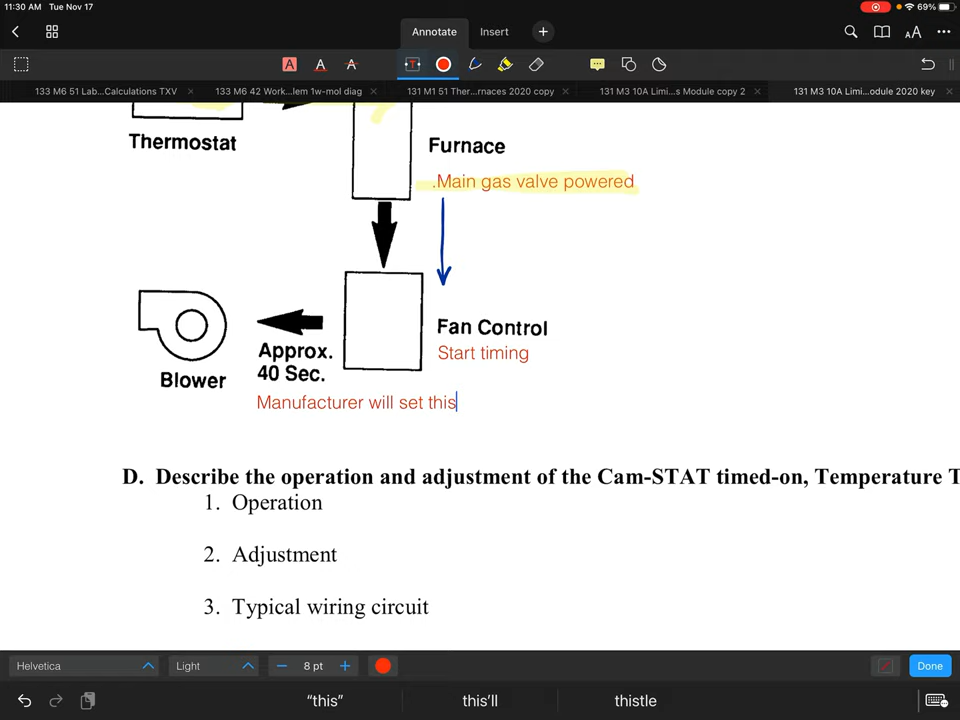 11:30 AM Tue Nov 17
69%
Annotate
Insert
133 M6 51 Lab...Calculations TXV
133 M6 42 Work...lem 1w-mol diag
131 M1 51 Ther...rnaces 2020 copy
131 M3 10A Limi...s Module copy 2
131 M3 10A Limi...odule 2020 key
Thermostat
Furnace
.Main gas valve powered
Fan Control
Start timing
Approx.
40 Sec.
Blower
Manufacturer will set this
D. Describe the operation and adjustment of the Cam-STAT timed-on, Temperature T
1. Operation
2. Adjustment
3. Typical wiring circuit
Helvetica
Light
8 pt
Done
"this"
this'll
thistle